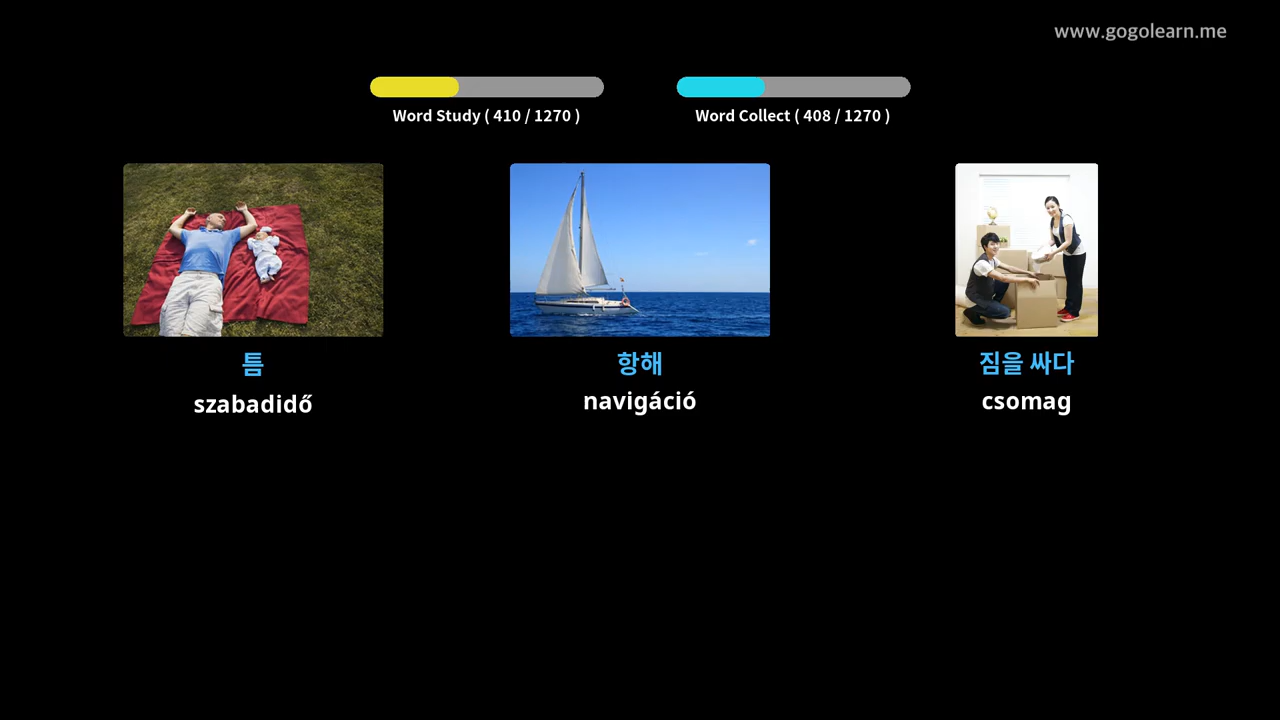 www.gogolearn.me
Word Study ( 410 / 1270 )
Word Collect ( 408 / 1270 )
틈
항해
짐을 싸다
szabadidő
navigáció
csomag